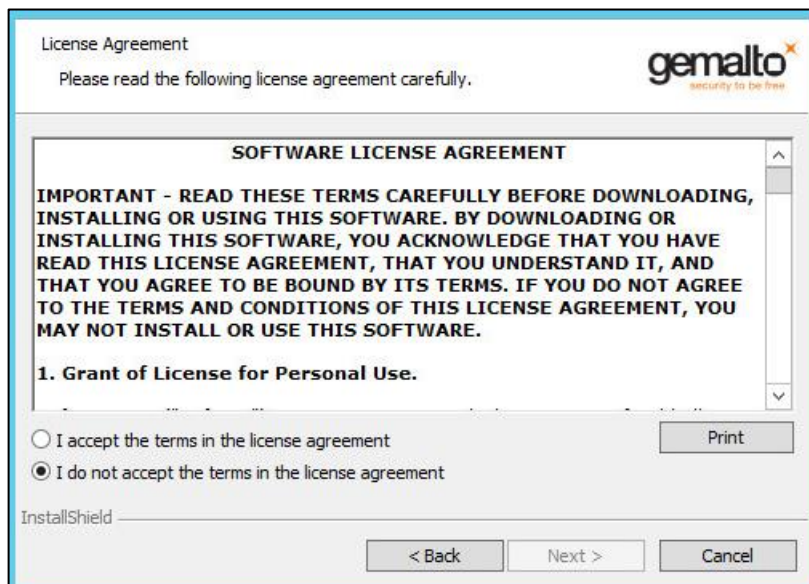 License Agreement
Please read the following license agreement carefully.
gemalto
security to be free
SOFTWARE LICENSE AGREEMENT
IMPORTANT - READ THESE TERMS CAREFULLY BEFORE DOWNLOADING,
INSTALLING OR USING THIS SOFTWARE. BY DOWNLOADING OR
INSTALLING THIS SOFTWARE, YOU ACKNOWLEDGE THAT YOU HAVE
READ THIS LICENSE AGREEMENT, THAT YOU UNDERSTAND IT, AND
THAT YOU AGREE TO BE BOUND BY ITS TERMS. IF YOU DO NOT AGREE
TO THE TERMS AND CONDITIONS OF THIS LICENSE AGREEMENT, YOU
MAY NOT INSTALL OR USE THIS SOFTWARE.
1. Grant of License for Personal Use.
I accept the terms in the license agreement
Print
I do not accept the terms in the license agreement
InstallShield
< Back
Next >
Cancel